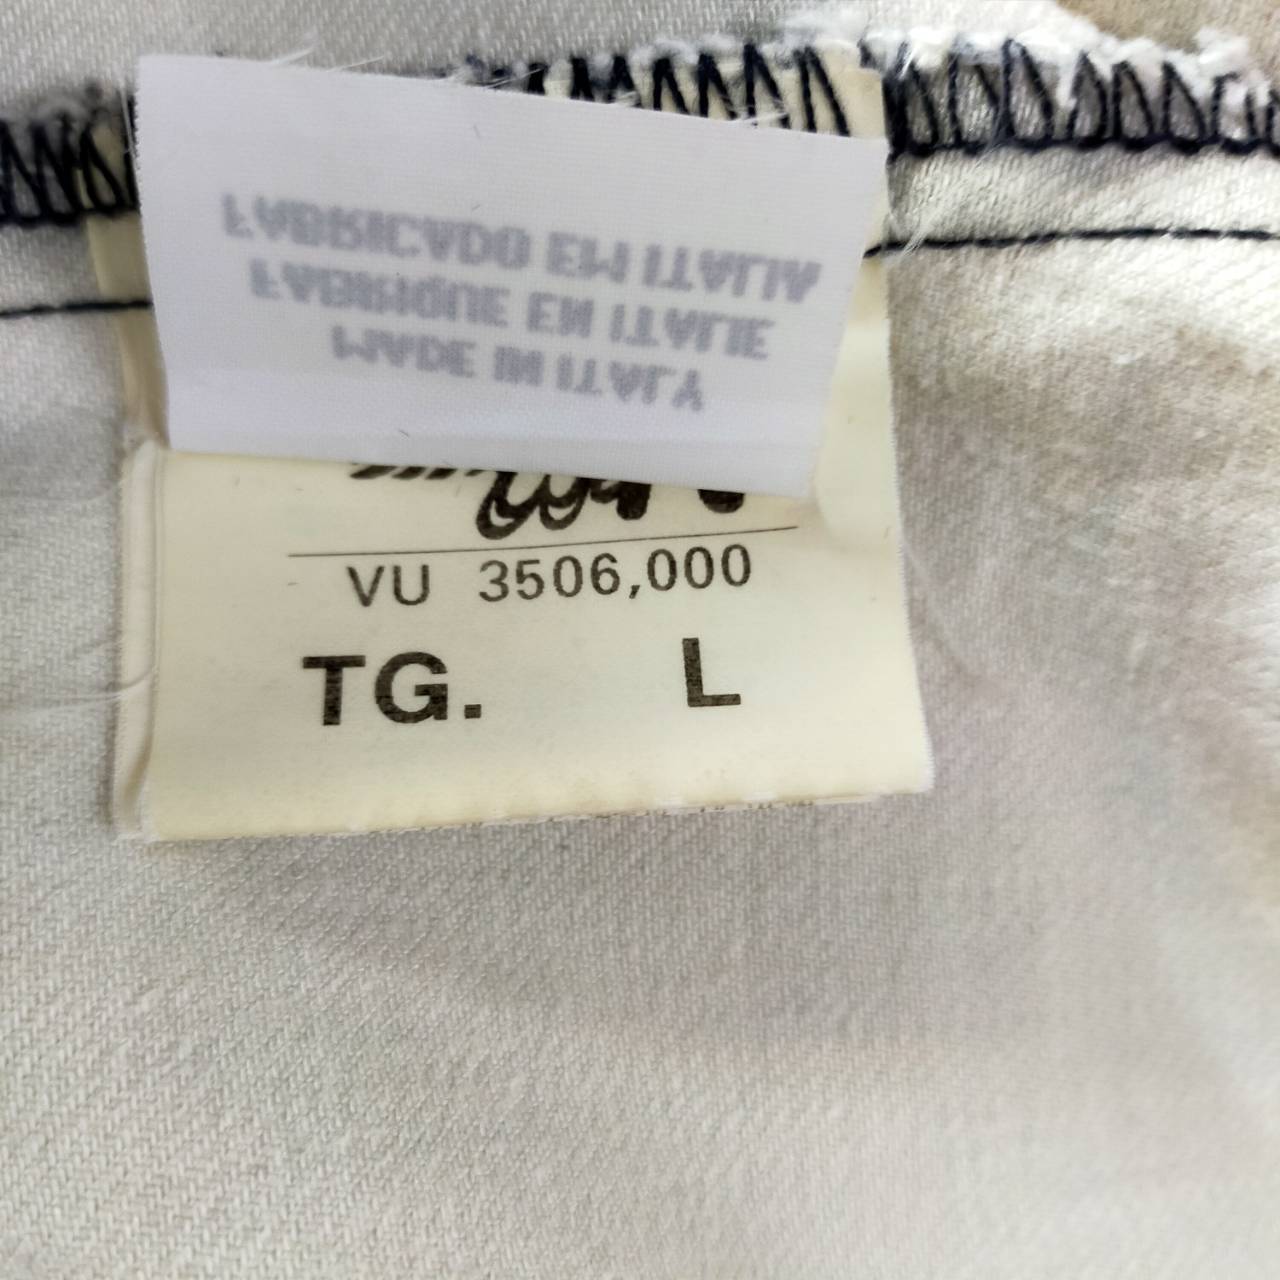 FABRICADO EM ITALIA
FABRIQUE EN ITALIE
MADE IN ITALY
VU 3506,000
TG. L